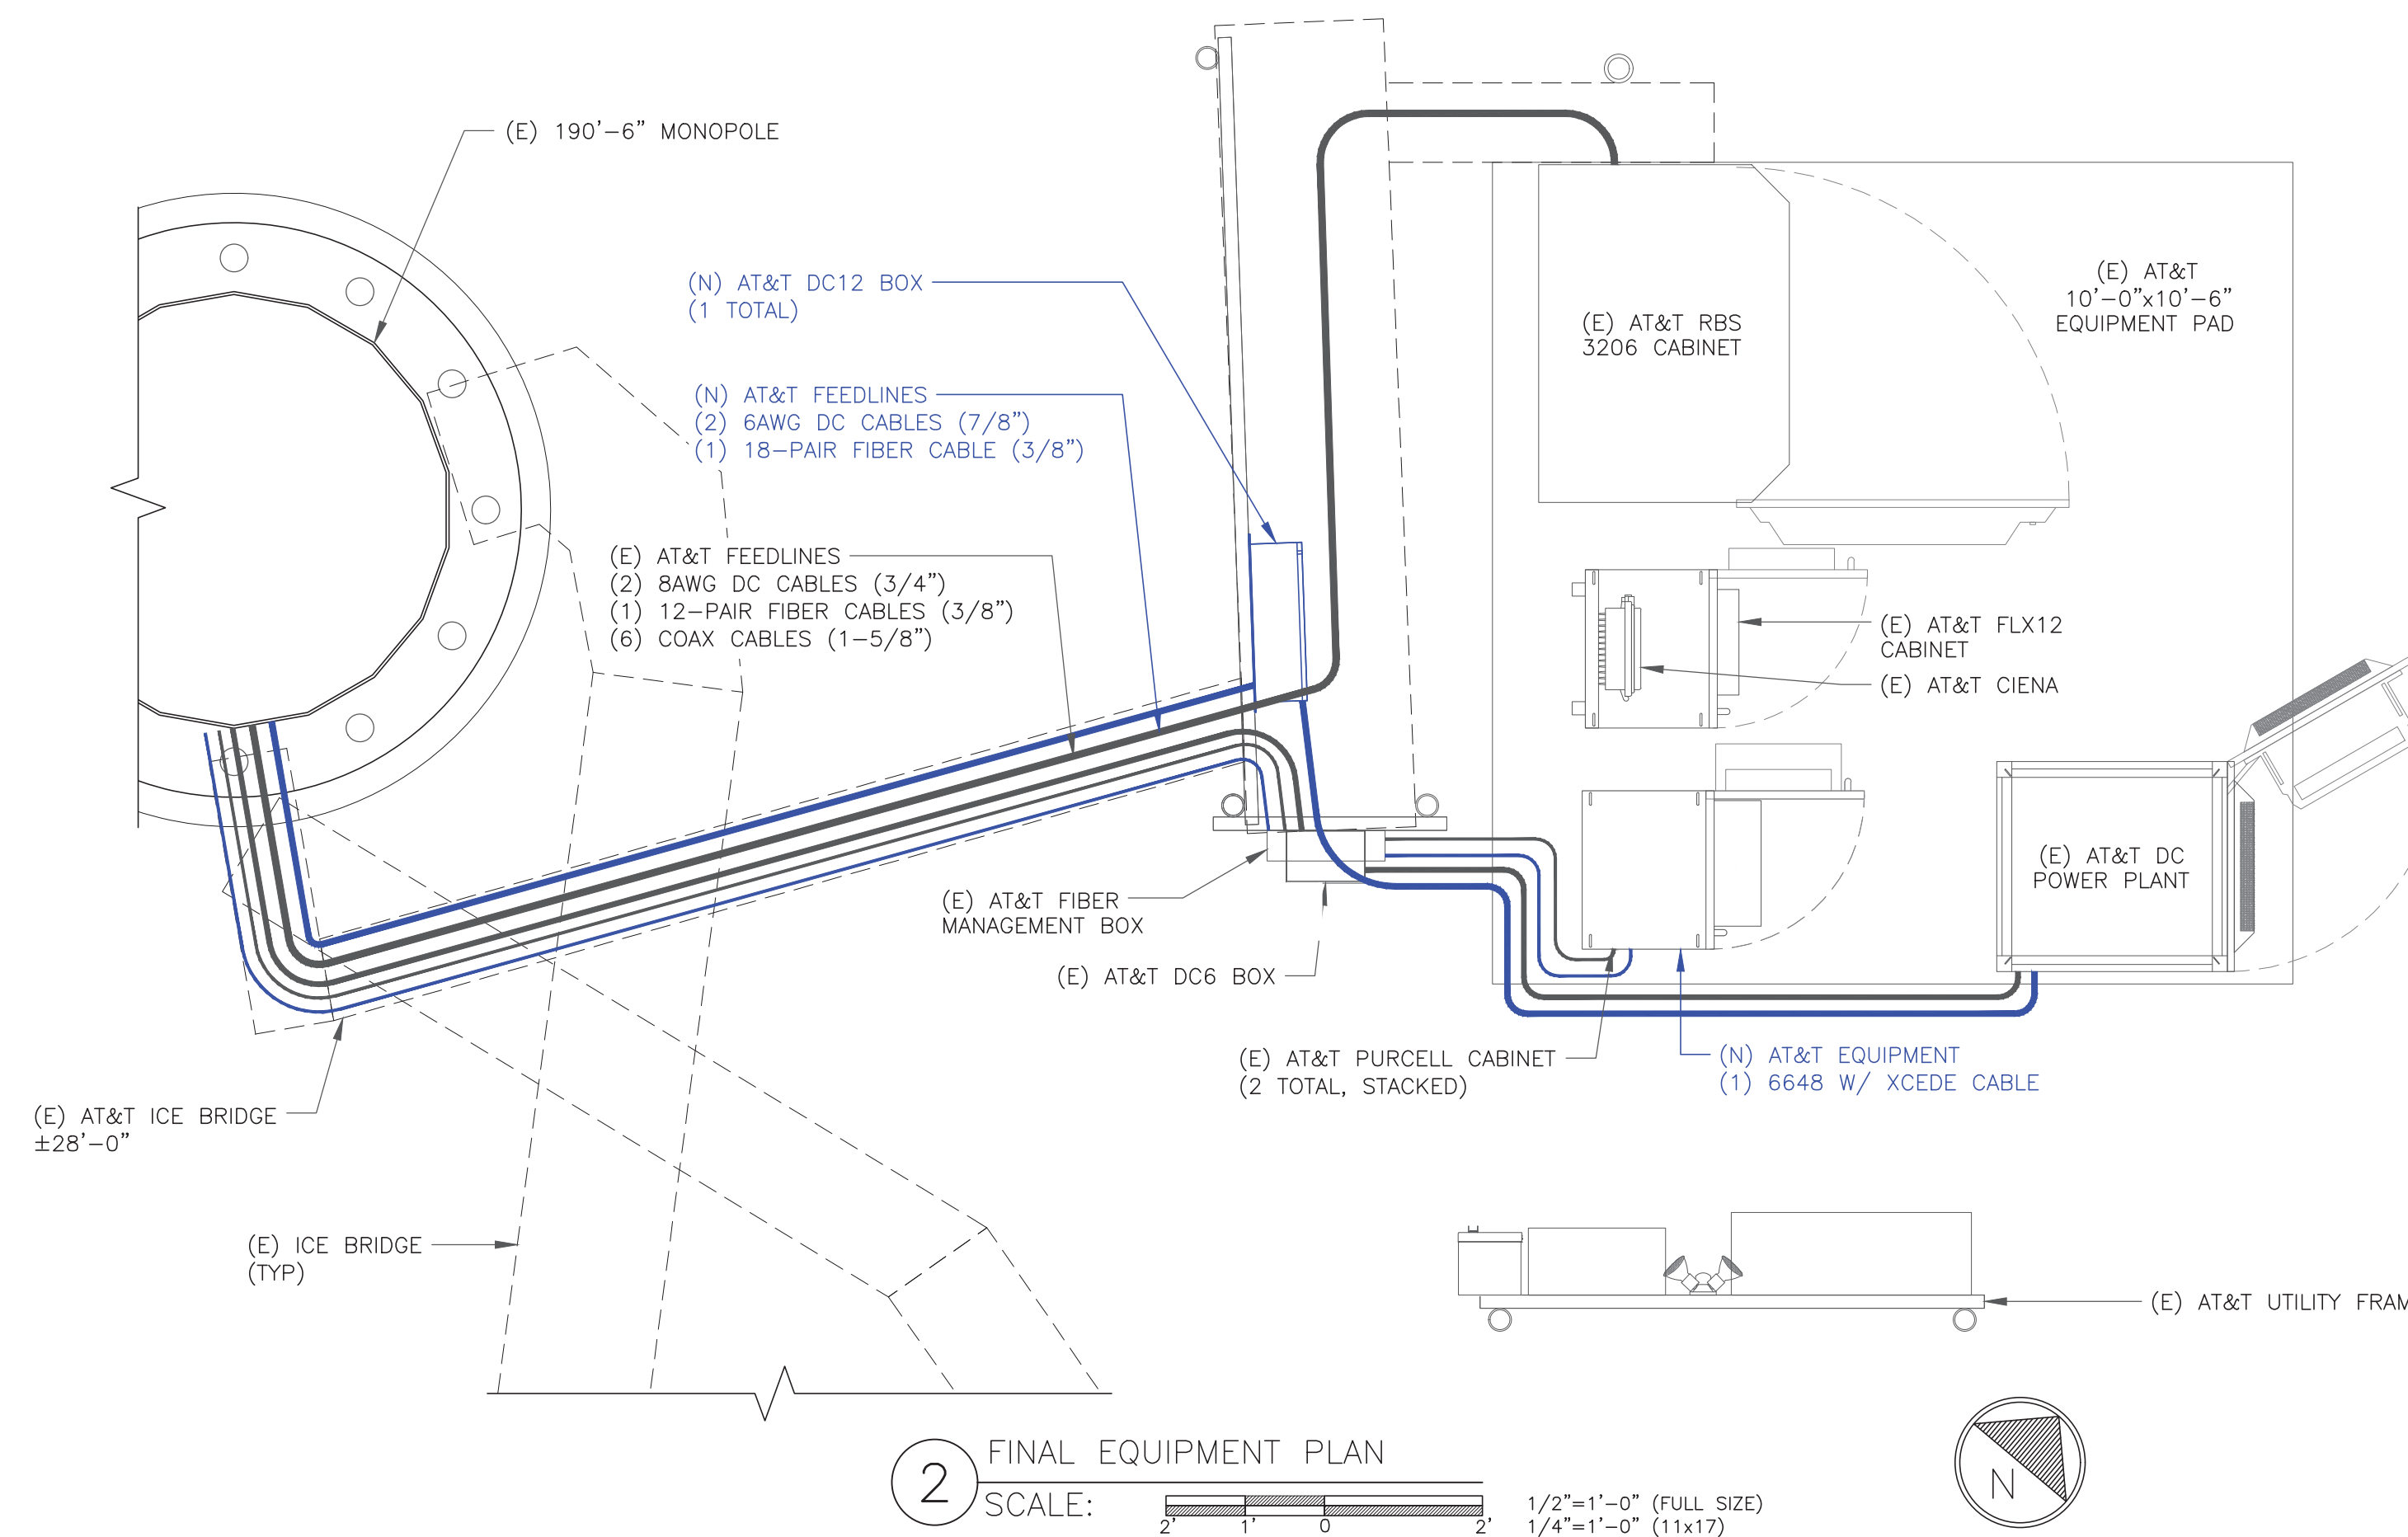 (E) 190'-6" MONOPOLE
(N) AT&T DC12 BOX
(1 TOTAL)
(N) AT&T FEEDLINES
(2) 6AWG DC CABLES (7/8")
(1) 18-PAIR FIBER CABLE (3/8")
(E) AT&T FEEDLINES
(2) 8AWG DC CABLES (3/4")
(1) 12-PAIR FIBER CABLES (3/8")
(6) COAX CABLES (1-5/8")
(E) AT&T RBS
3206 CABINET
(E) AT&T
10'-0"x10'-6"
EQUIPMENT PAD
(E) AT&T FLX12
CABINET
(E) AT&T CIENA
(E) AT&T DC
POWER PLANT
(E) AT&T FIBER
MANAGEMENT BOX
(E) AT&T DC6 BOX
(E) AT&T PURCELL CABINET
(2 TOTAL, STACKED)
(N) AT&T EQUIPMENT
(1) 6648 W/ XCEDE CABLE
(E) AT&T ICE BRIDGE
±28'-0"
(E) ICE BRIDGE
(TYP)
(E) AT&T UTILITY FRAM
2
FINAL EQUIPMENT PLAN
SCALE:
2' 1' 0 2'
1/2"=1'-0" (FULL SIZE)
1/4"=1'-0" (11x17)
N